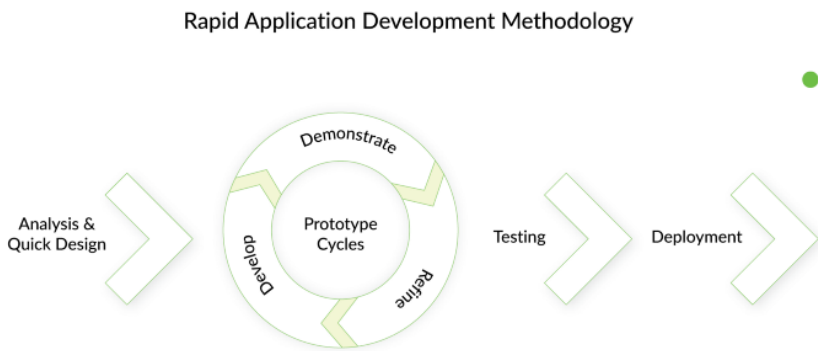 Rapid Application Development Methodology
Analysis &
Quick Design
Demonstrate
Prototype
Cycles
Develop
Refine
Testing
Deployment